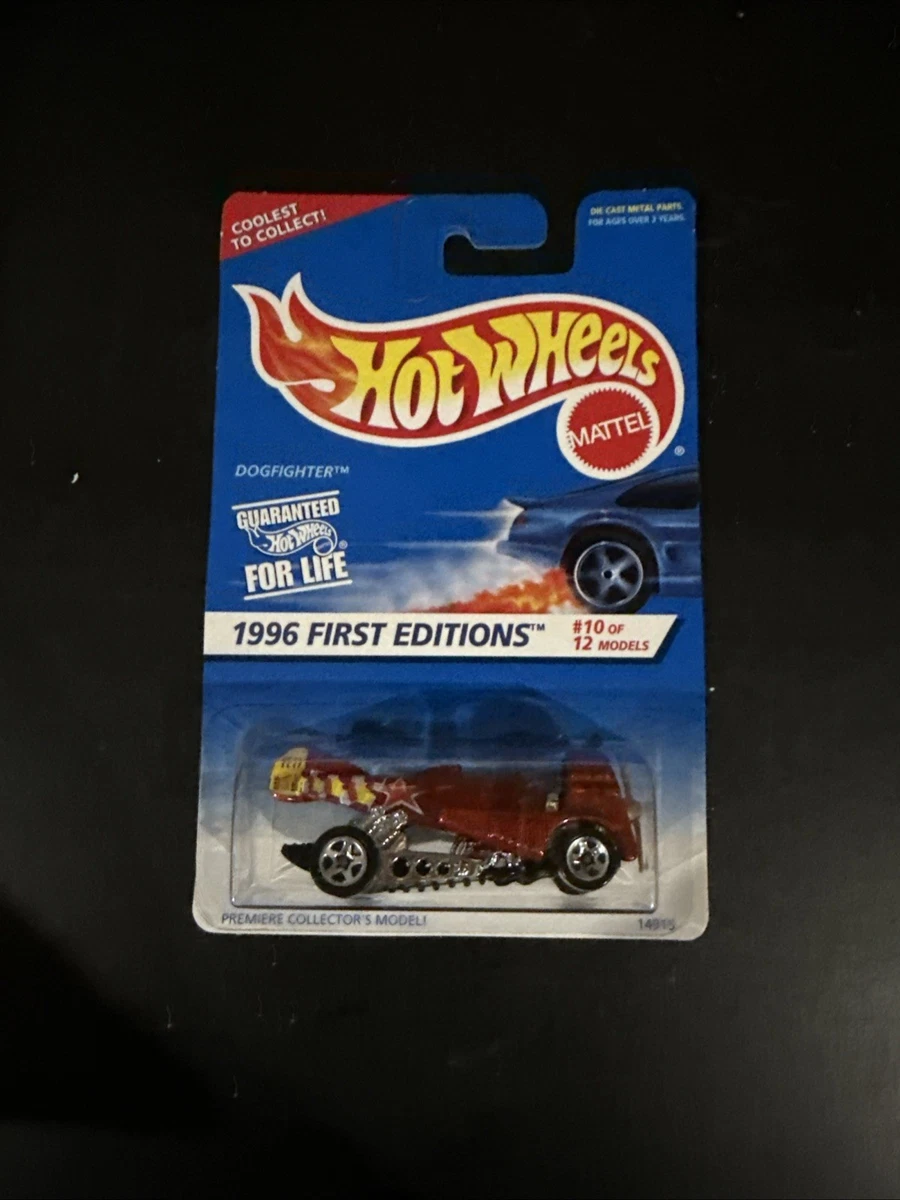 COOLEST
TO COLLECT!
DIE CAST METAL PARTS.
FOR AGES OVER 3 YEARS.
HOT WHEELS
MATTEL
®
DOGFIGHTER™
GUARANTEED
HOT WHEELS®
FOR LIFE
1996 FIRST EDITIONS™
#10 OF
12 MODELS
PREMIERE COLLECTOR'S MODEL!